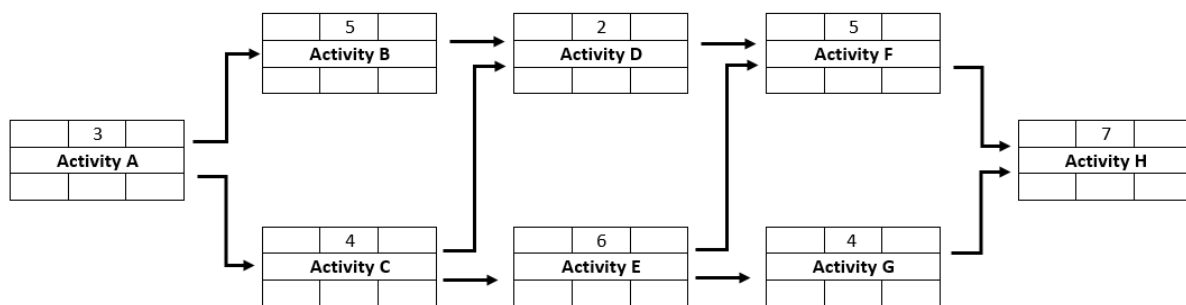 5
Activity B
2
Activity D
5
Activity F
3
Activity A
7
Activity H
4
Activity C
6
Activity E
4
Activity G